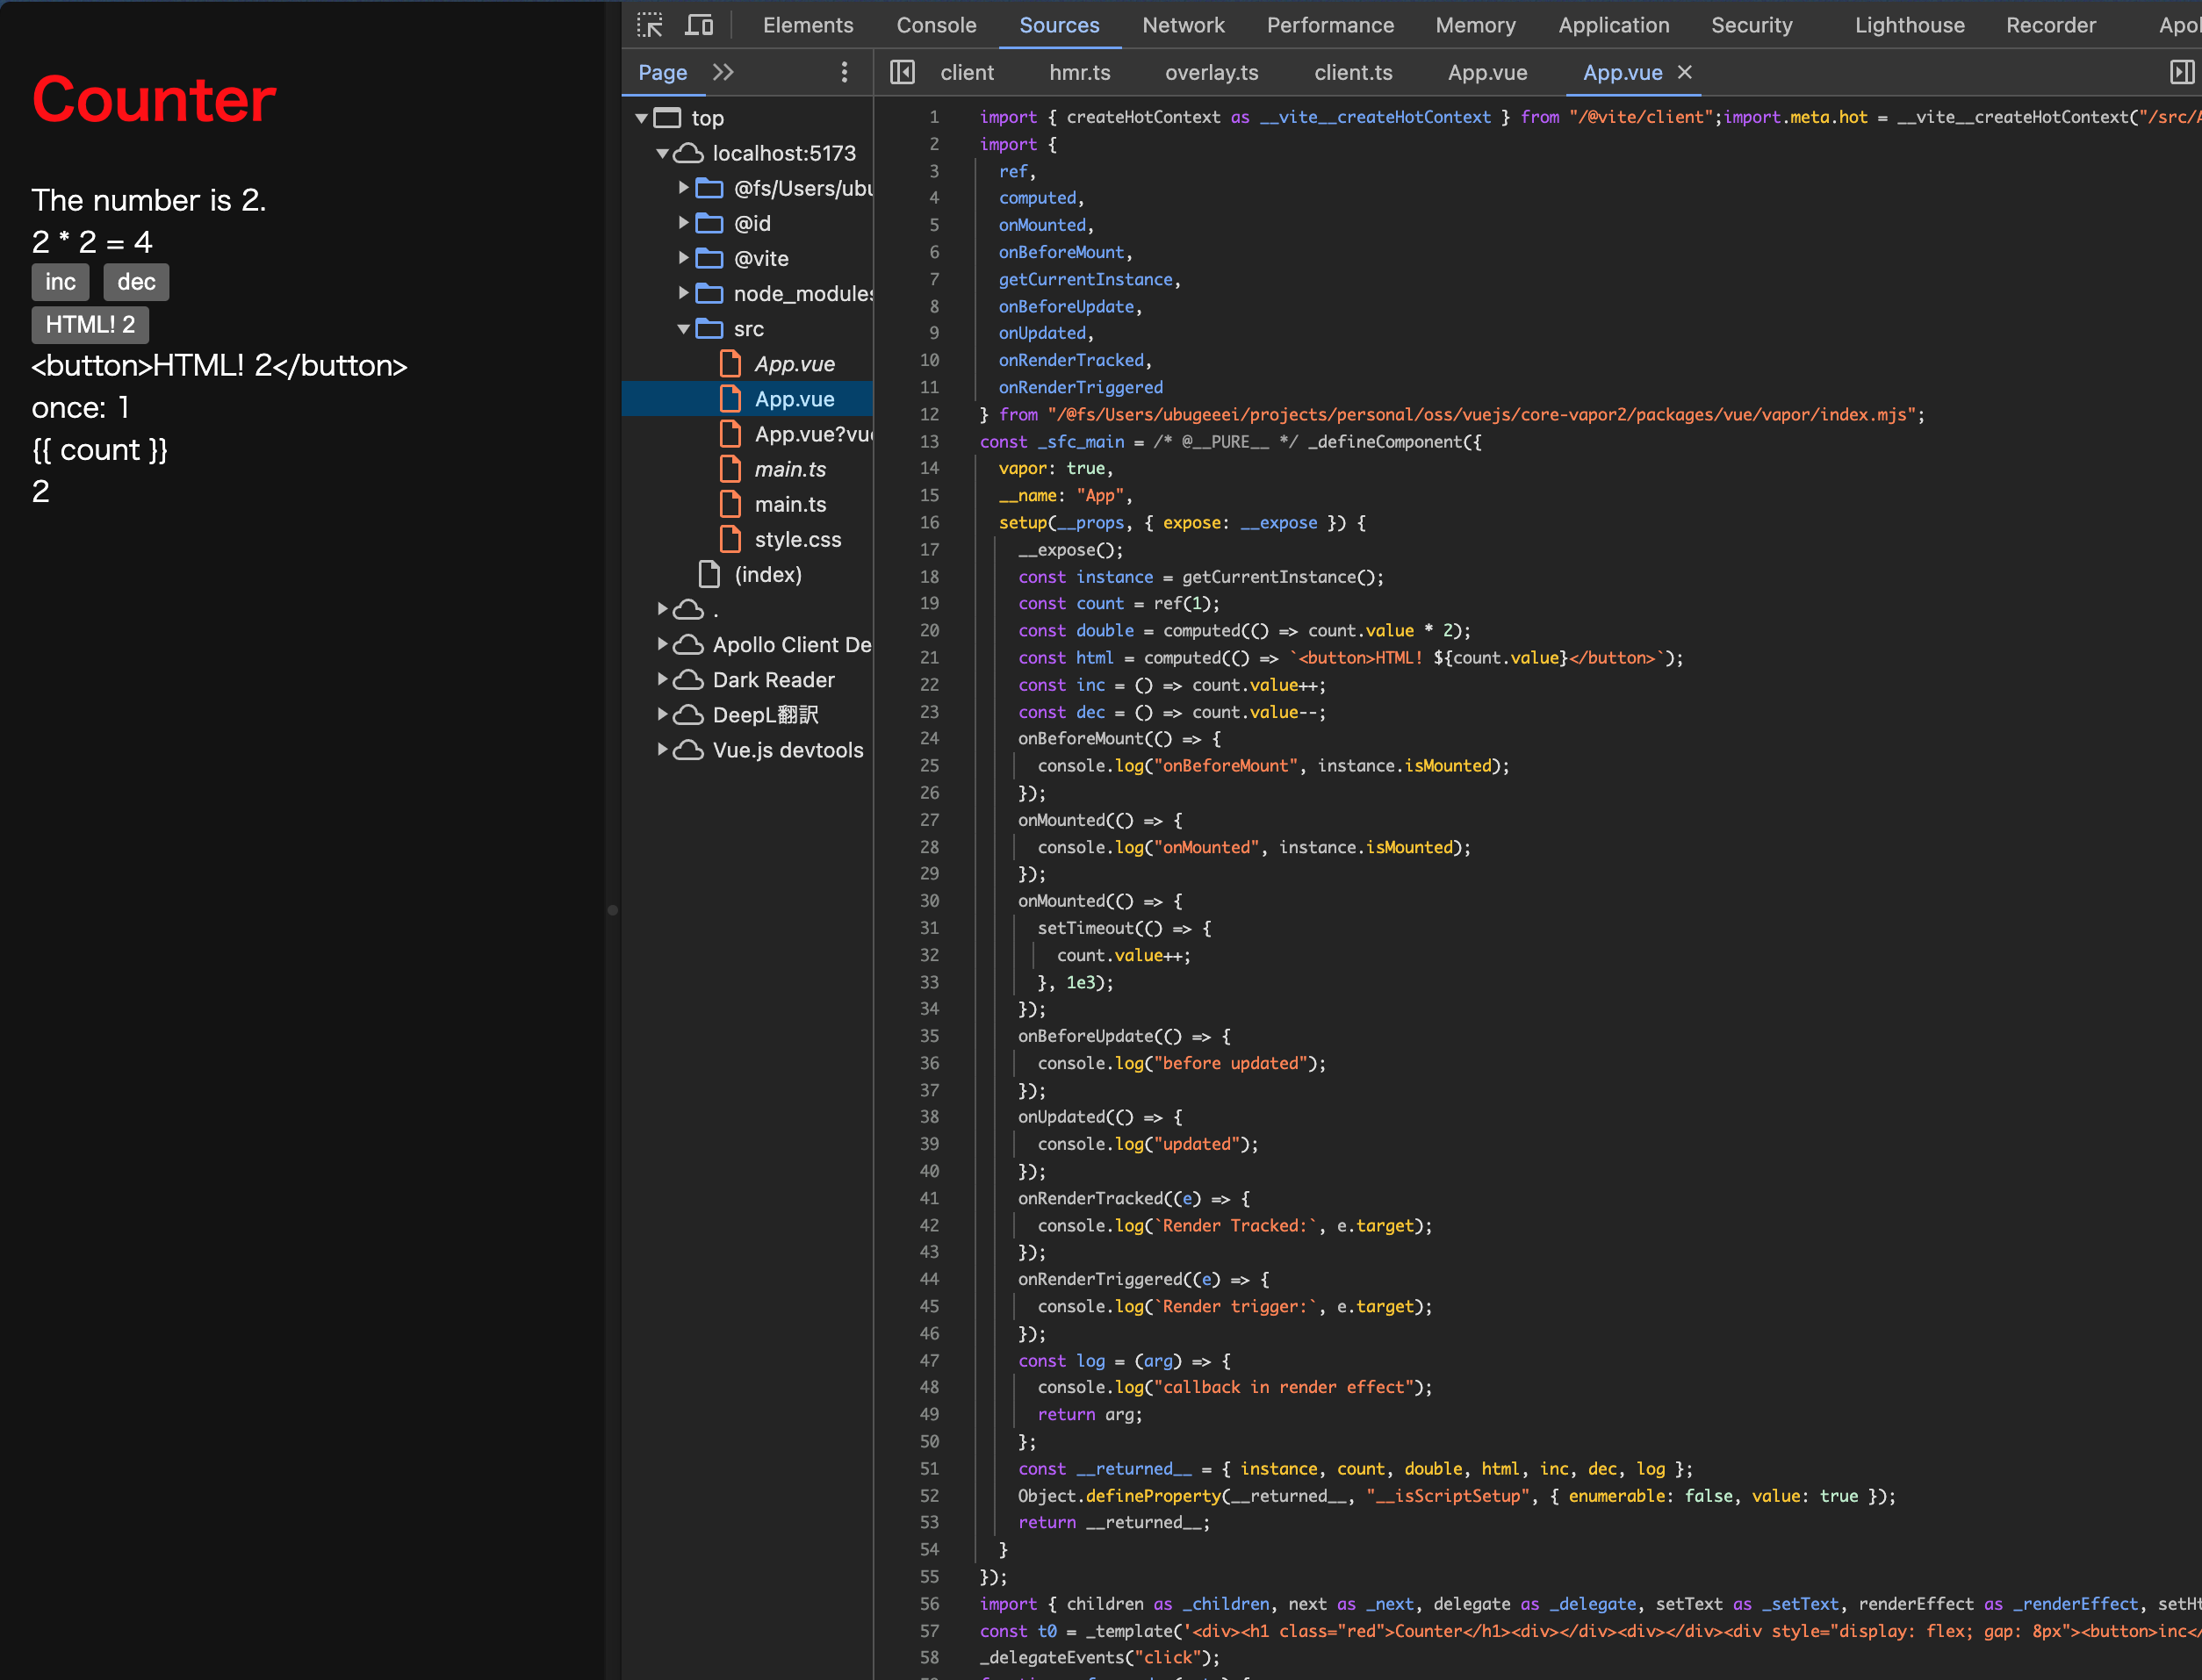 Counter
The number is 2.
2 * 2 = 4
inc dec
HTML! 2
<button>HTML! 2</button>
once: 1
{{ count }}
2
Elements Console Sources Network Performance Memory Application Security Lighthouse Recorder Apol
Page
client hmr.ts overlay.ts client.ts App.vue App.vue
top
localhost:5173
@fs/Users/ubu
@id
@vite
node_modules
src
App.vue
App.vue
App.vue?vue
main.ts
main.ts
style.css
(index)
.
Apollo Client De
Dark Reader
DeepL翻訳
Vue.js devtools
1 import { createHotContext as __vite__createHotContext } from "/@vite/client";import.meta.hot = __vite__createHotContext("/src/A
2 import {
3 ref,
4 computed,
5 onMounted,
6 onBeforeMount,
7 getCurrentInstance,
8 onBeforeUpdate,
9 onUpdated,
10 onRenderTracked,
11 onRenderTriggered
12 } from "/@fs/Users/ubugeeei/projects/personal/oss/vuejs/core-vapor2/packages/vue/vapor/index.mjs";
13 const _sfc_main = /* @__PURE__ */ _defineComponent({
14 vapor: true,
15 __name: "App",
16 setup(__props, { expose: __expose }) {
17 __expose();
18 const instance = getCurrentInstance();
19 const count = ref(1);
20 const double = computed(() => count.value * 2);
21 const html = computed(() => `<button>HTML! ${count.value}</button>`);
22 const inc = () => count.value++;
23 const dec = () => count.value--;
24 onBeforeMount(() => {
25 console.log("onBeforeMount", instance.isMounted);
26 });
27 onMounted(() => {
28 console.log("onMounted", instance.isMounted);
29 });
30 onMounted(() => {
31 setTimeout(() => {
32 count.value++;
33 }, 1e3);
34 });
35 onBeforeUpdate(() => {
36 console.log("before updated");
37 });
38 onUpdated(() => {
39 console.log("updated");
40 });
41 onRenderTracked((e) => {
42 console.log(`Render Tracked:`, e.target);
43 });
44 onRenderTriggered((e) => {
45 console.log(`Render trigger:`, e.target);
46 });
47 const log = (arg) => {
48 console.log("callback in render effect");
49 return arg;
50 };
51 const __returned__ = { instance, count, double, html, inc, dec, log };
52 Object.defineProperty(__returned__, "__isScriptSetup", { enumerable: false, value: true });
53 return __returned__;
54 }
55 });
56 import { children as _children, next as _next, delegate as _delegate, setText as _setText, renderEffect as _renderEffect, setHt
57 const t0 = _template('<div><h1 class="red">Counter</h1><div></div><div></div><div style="display: flex; gap: 8px"><button>inc</
58 _delegateEvents("click");